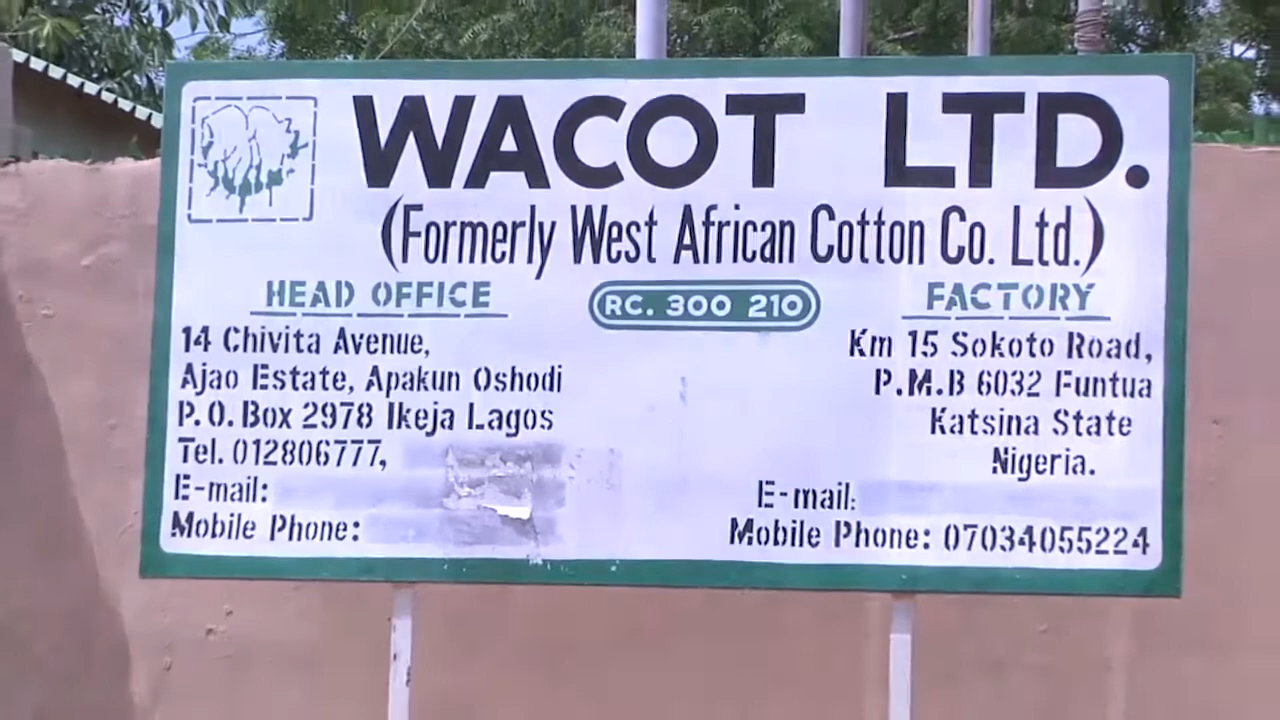 WACOT LTD.
(Formerly West African Cotton Co. Ltd.)
RC. 300 210
HEAD OFFICE
14 Chivita Avenue,
Ajao Estate, Apakun Oshodi
P.O. Box 2978 Ikeja Lagos
Tel. 012806777,
E-mail:
Mobile Phone:
FACTORY
Km 15 Sokoto Road,
P.M.B 6032 Funtua
Katsina State
Nigeria.
E-mail:
Mobile Phone: 07034055224